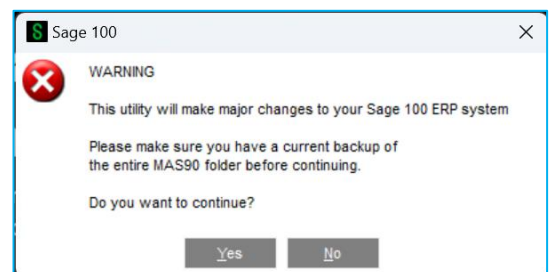 Sage 100
WARNING
This utility will make major changes to your Sage 100 ERP system
Please make sure you have a current backup of
the entire MAS90 folder before continuing.
Do you want to continue?
Yes No